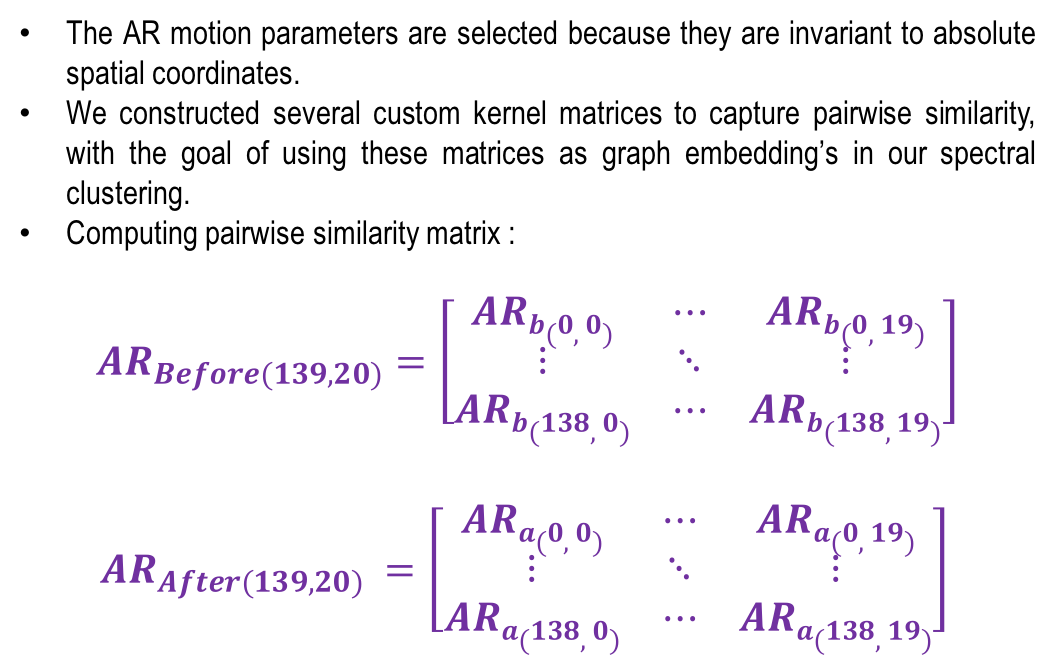 • The AR motion parameters are selected because they are invariant to absolute
spatial coordinates.
• We constructed several custom kernel matrices to capture pairwise similarity,
with the goal of using these matrices as graph embedding’s in our spectral
clustering.
• Computing pairwise similarity matrix :
AR_Before(139,20) = [ AR_b(0, 0) ⋯ AR_b(0, 19)
⋮ ⋱ ⋮
AR_b(138, 0) ⋯ AR_b(138, 19) ]
AR_After(139,20) = [ AR_a(0, 0) ⋯ AR_a(0, 19)
⋮ ⋱ ⋮
AR_a(138, 0) ⋯ AR_a(138, 19) ]